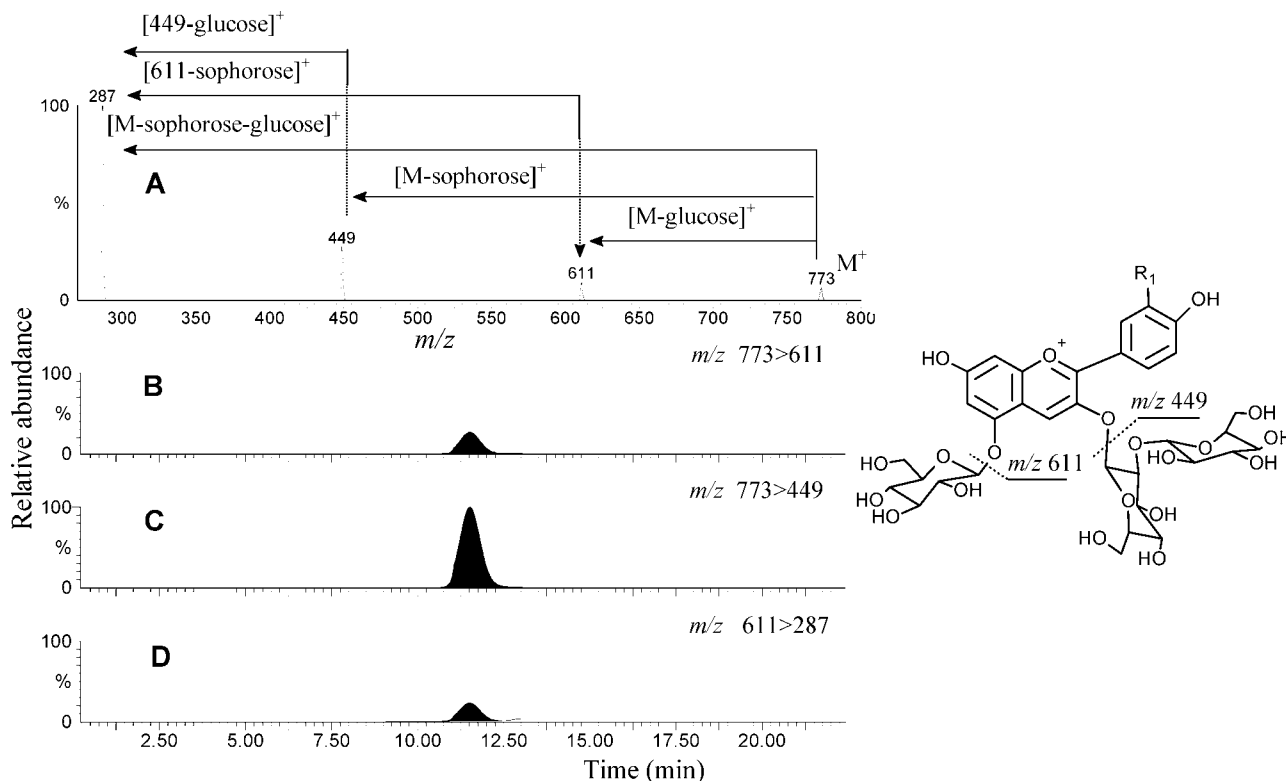 [449-glucose]⁺
[611-sophorose]⁺
287
100
[M-sophorose-glucose]⁺
A
[M-sophorose]⁺
%
[M-glucose]⁺
449
611
773 M⁺
0
300 350 400 450 500 550 600 650 700 750 800
m/z
Relative abundance
m/z 773>611
100
B
%
0
m/z 773>449
100
C
%
0
m/z 611>287
100
D
%
0
2.50 5.00 7.50 10.00 12.50 15.00 17.50 20.00
Time (min)
R₁
OH
HO
O
+
m/z 449
O
HO
O
O
O
OH
OH
HO
OH
m/z 611
O
HO
O
HO
OH
HO
O
OH
HO
HO
OH